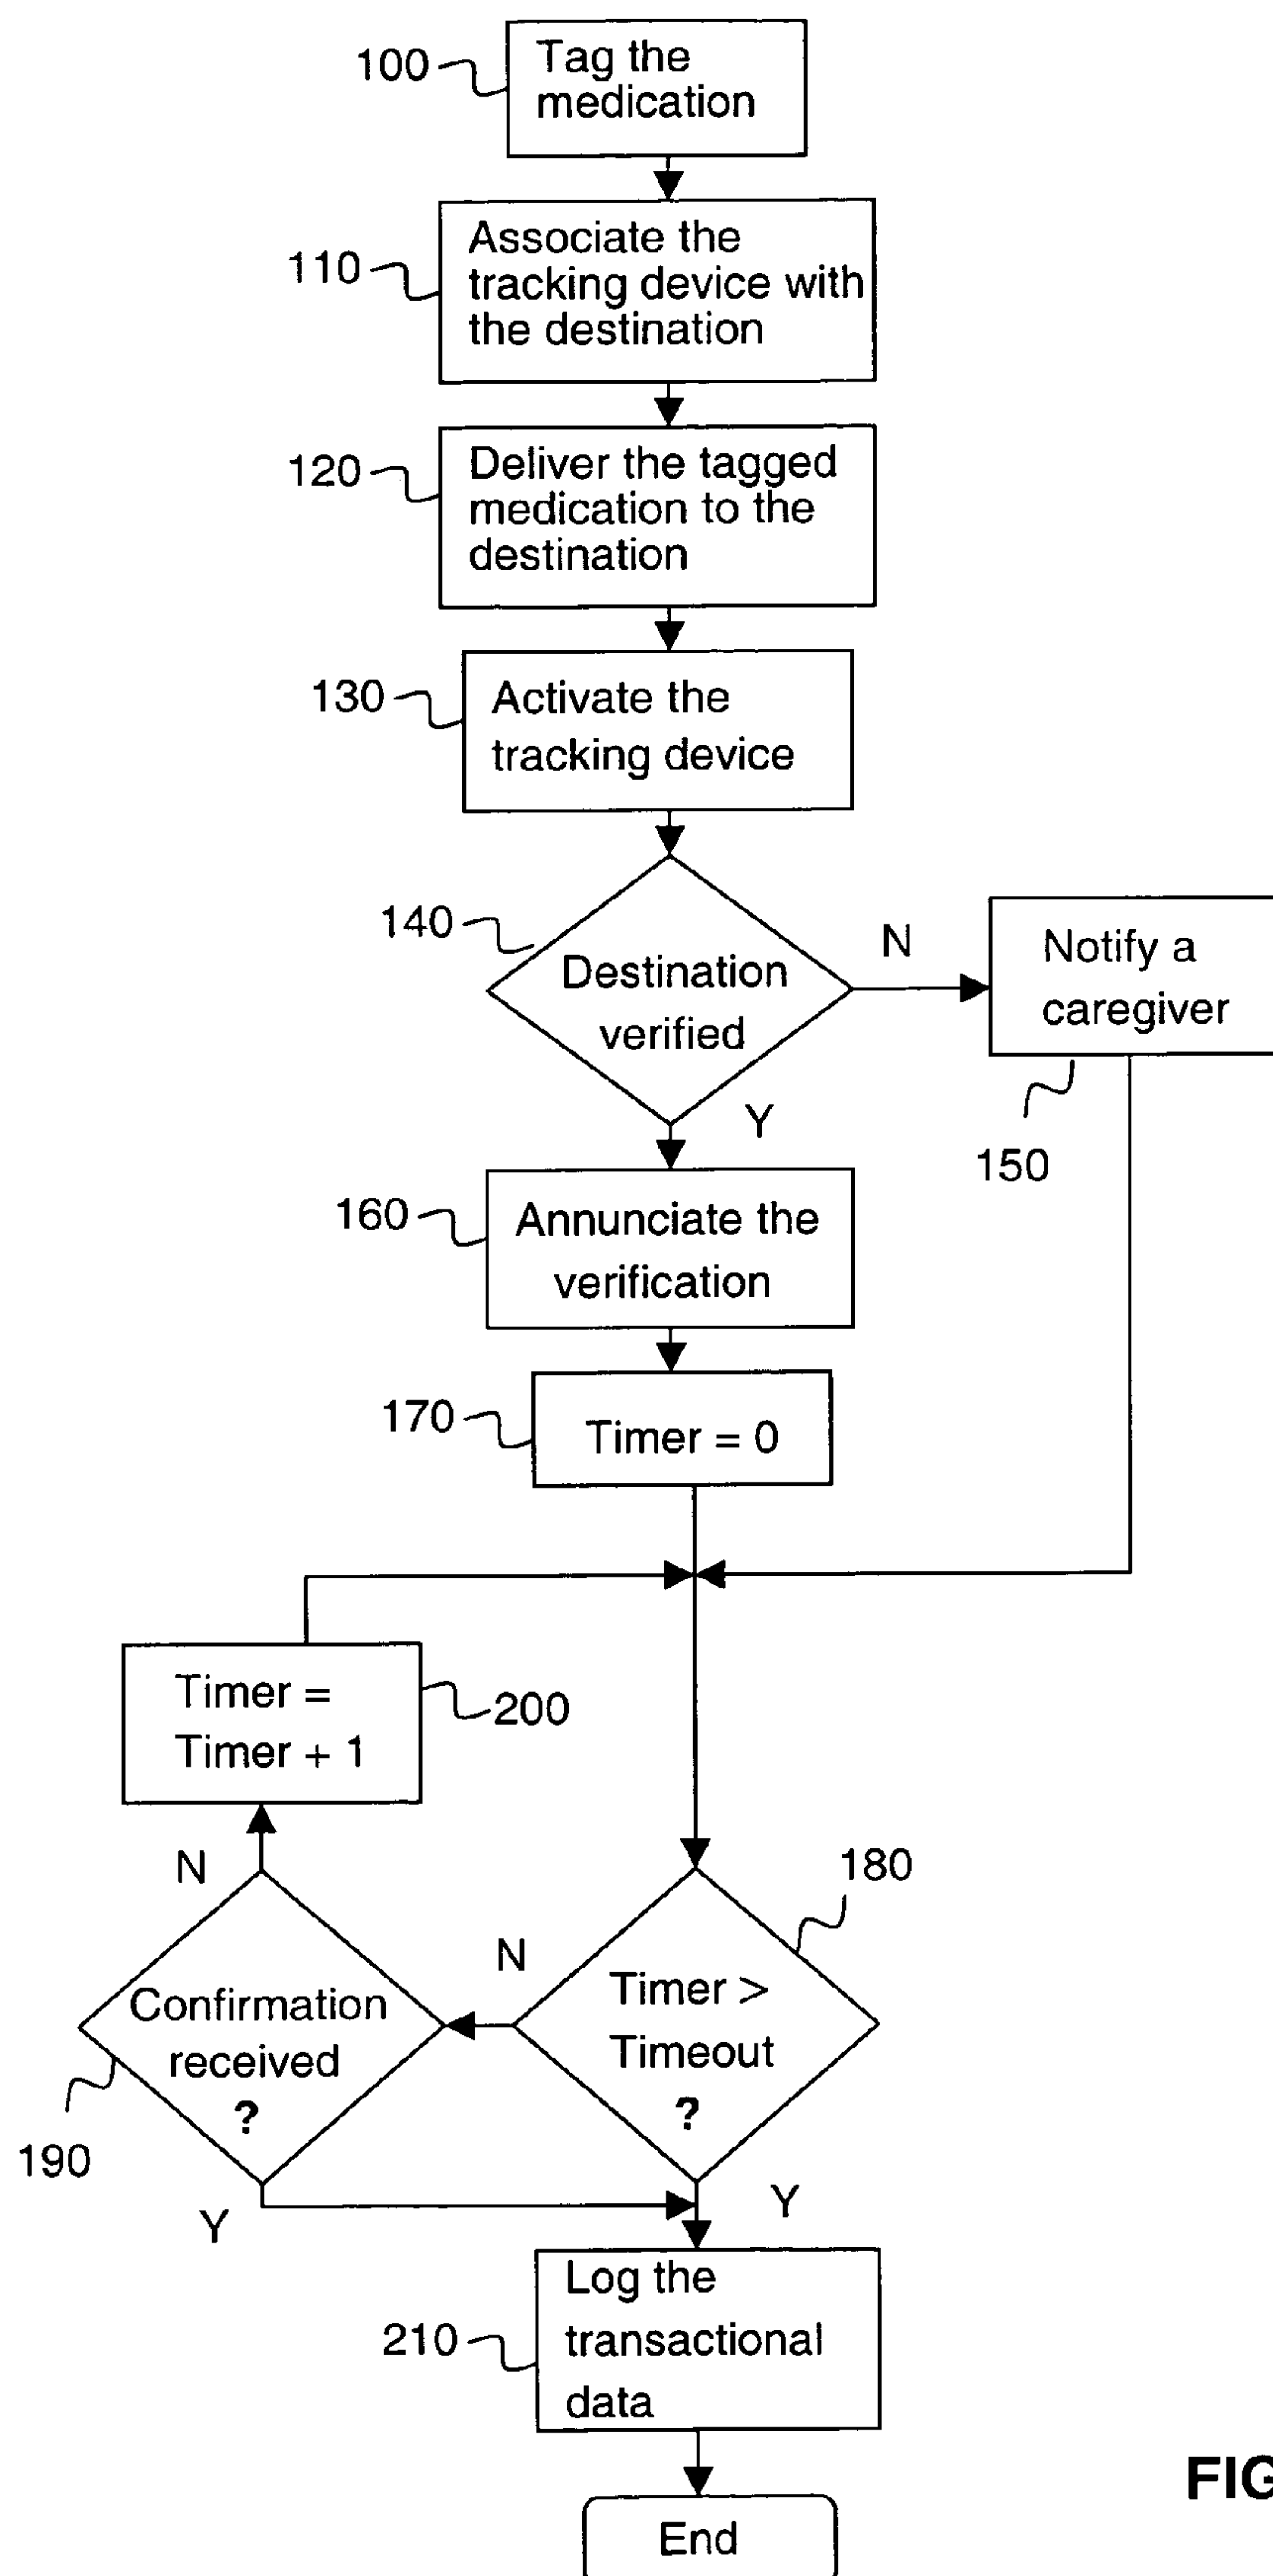 100
Tag the
medication
110
Associate the
tracking device with
the destination
120
Deliver the tagged
medication to the
destination
130
Activate the
tracking device
140
Destination
verified
N
Notify a
caregiver
150
Y
160
Annunciate the
verification
170
Timer = 0
Timer =
Timer + 1
200
N
180
N
Timer >
Timeout
?
Confirmation
received
?
190
Y
Y
210
Log the
transactional
data
End
FIG